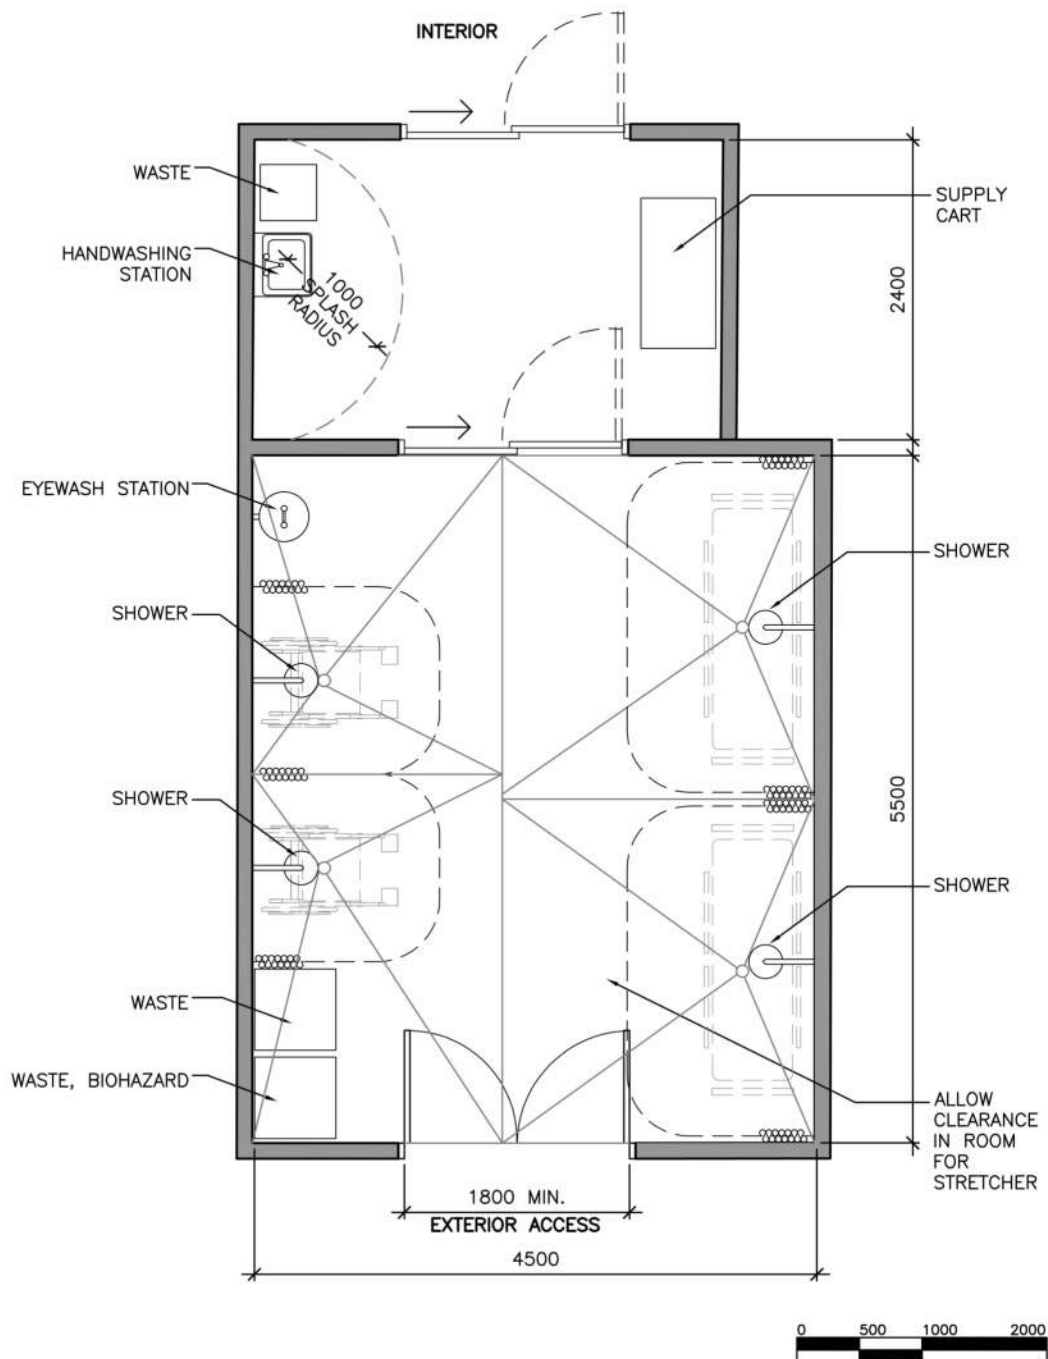 INTERIOR
WASTE
SUPPLY
CART
HANDWASHING
STATION
1000
SPLASH
RADIUS
2400
EYEWASH STATION
SHOWER
SHOWER
SHOWER
5500
SHOWER
WASTE
WASTE, BIOHAZARD
ALLOW
CLEARANCE
IN ROOM
FOR
STRETCHER
1800 MIN.
EXTERIOR ACCESS
4500
0 500 1000 2000